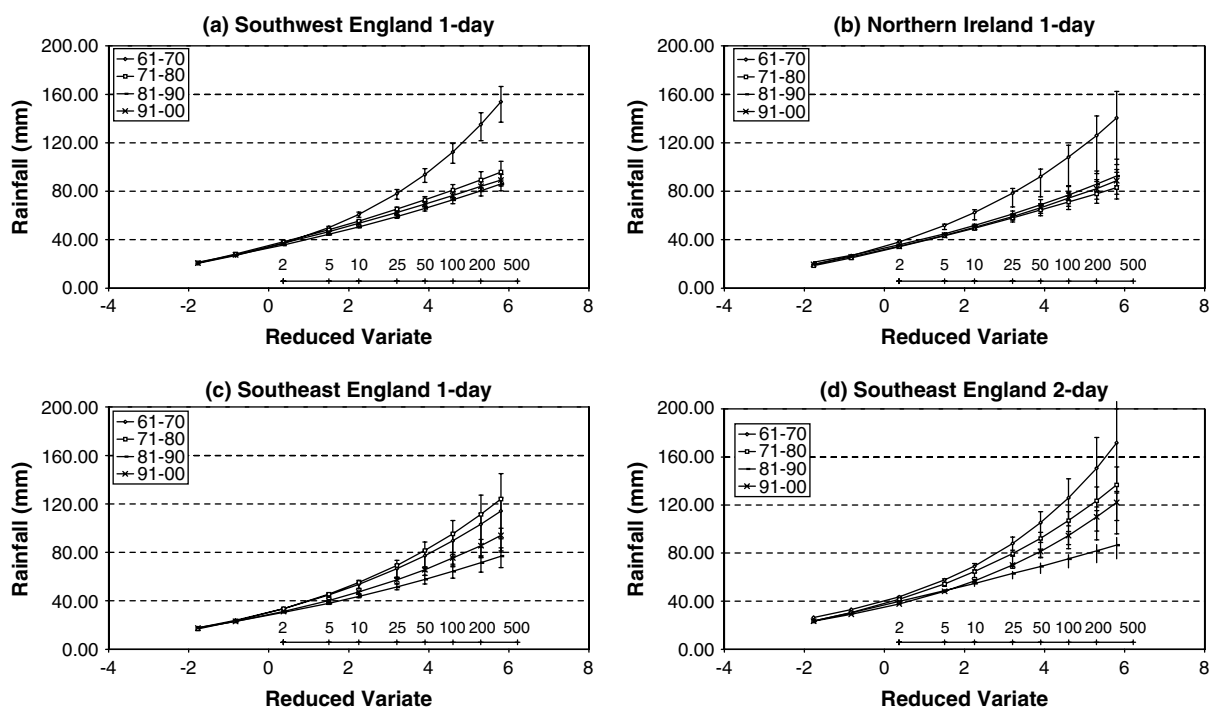 (a) Southwest England 1-day
200.00
160.00
120.00
80.00
40.00
0.00
Rainfall (mm)
61-70
71-80
81-90
91-00
2 5 10 25 50 100 200 500
-4 -2 0 2 4 6 8
Reduced Variate
(b) Northern Ireland 1-day
200.00
160.00
120.00
80.00
40.00
0.00
Rainfall (mm)
61-70
71-80
81-90
91-00
2 5 10 25 50 100 200 500
-4 -2 0 2 4 6 8
Reduced Variate
(c) Southeast England 1-day
200.00
160.00
120.00
80.00
40.00
0.00
Rainfall (mm)
61-70
71-80
81-90
91-00
2 5 10 25 50 100 200 500
-4 -2 0 2 4 6 8
Reduced Variate
(d) Southeast England 2-day
200.00
160.00
120.00
80.00
40.00
0.00
Rainfall (mm)
61-70
71-80
81-90
91-00
2 5 10 25 50 100 200 500
-4 -2 0 2 4 6 8
Reduced Variate